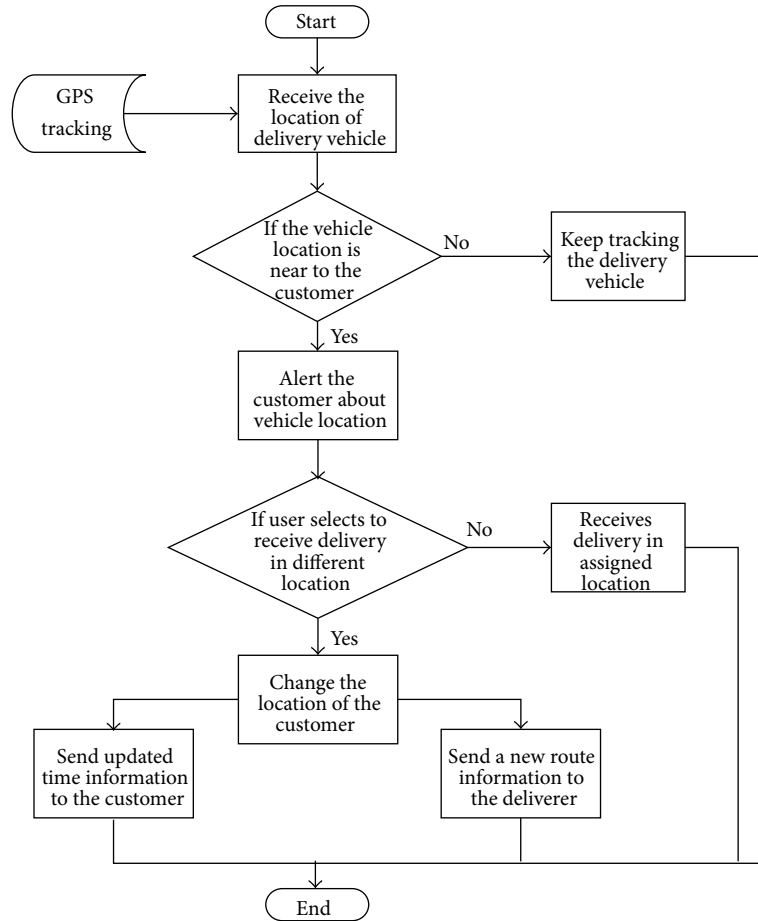 Start
GPS
tracking
Receive the
location of
delivery vehicle
If the vehicle
location is
near to the
customer
No
Keep tracking
the delivery
vehicle
Yes
Alert the
customer about
vehicle location
If user selects to
receive delivery
in different
location
No
Receives
delivery in
assigned
location
Yes
Change the
location of the
customer
Send updated
time information
to the customer
Send a new route
information to
the deliverer
End